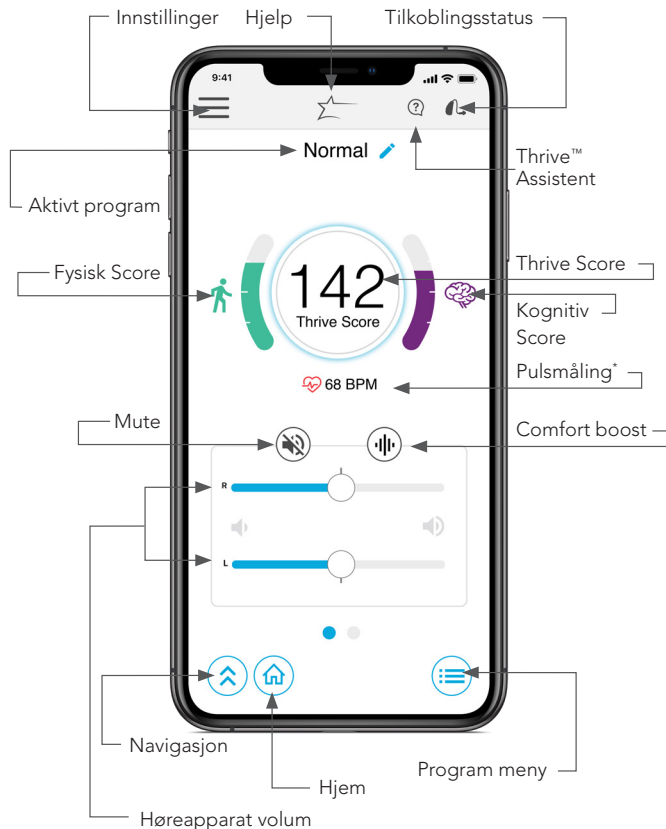 Innstillinger
Hjelp
Tilkoblingsstatus
9:41
Normal
Thrive™
Assistent
Aktivt program
Fysisk Score
142
Thrive Score
Thrive Score
Kognitiv
Score
68 BPM
Pulsmåling*
Mute
Comfort boost
R
L
Navigasjon
Hjem
Program meny
Høreapparat volum